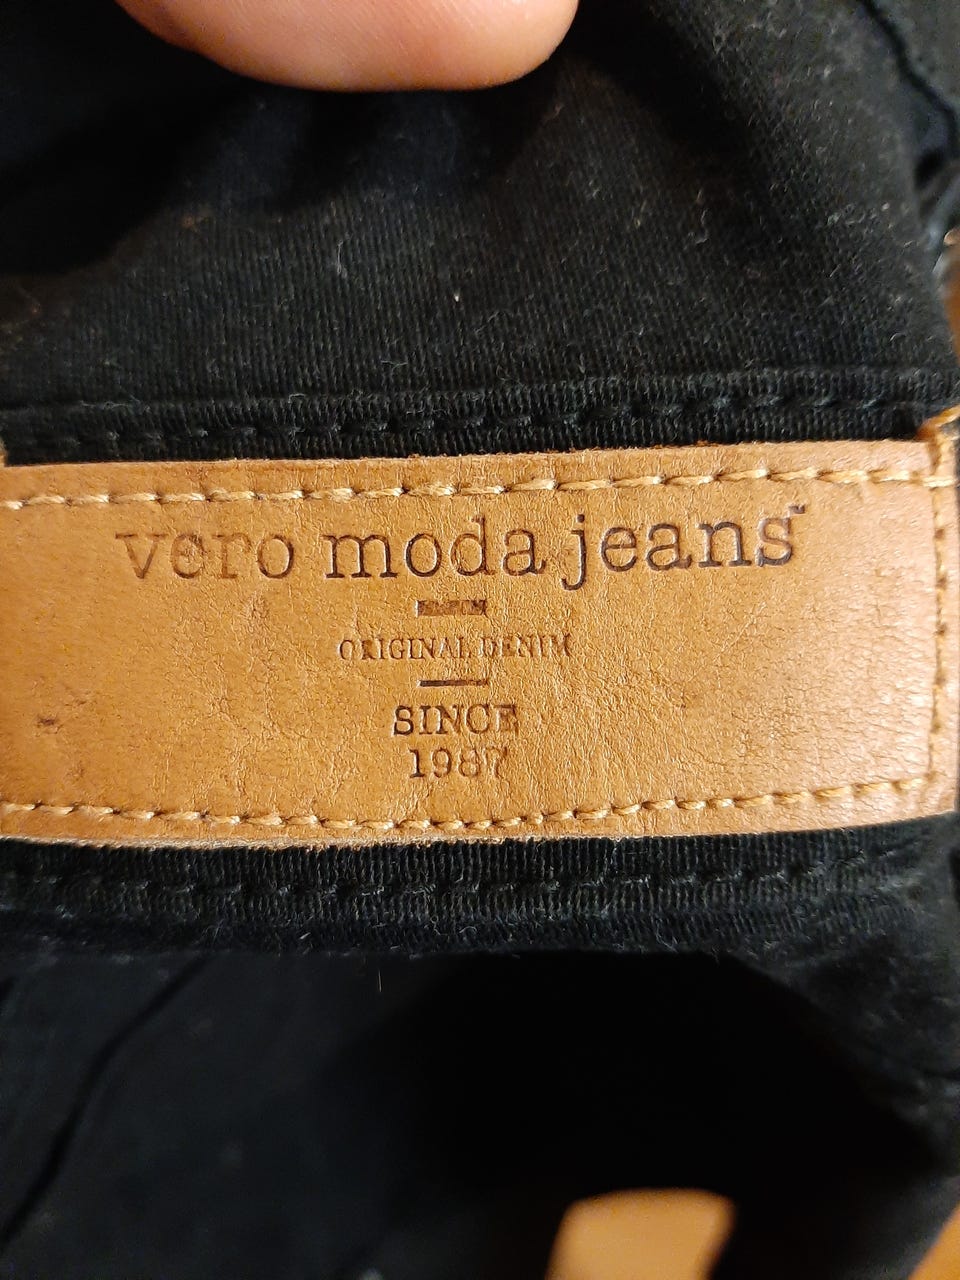 vero moda jeans
ORIGINAL DENIM
SINCE
1987